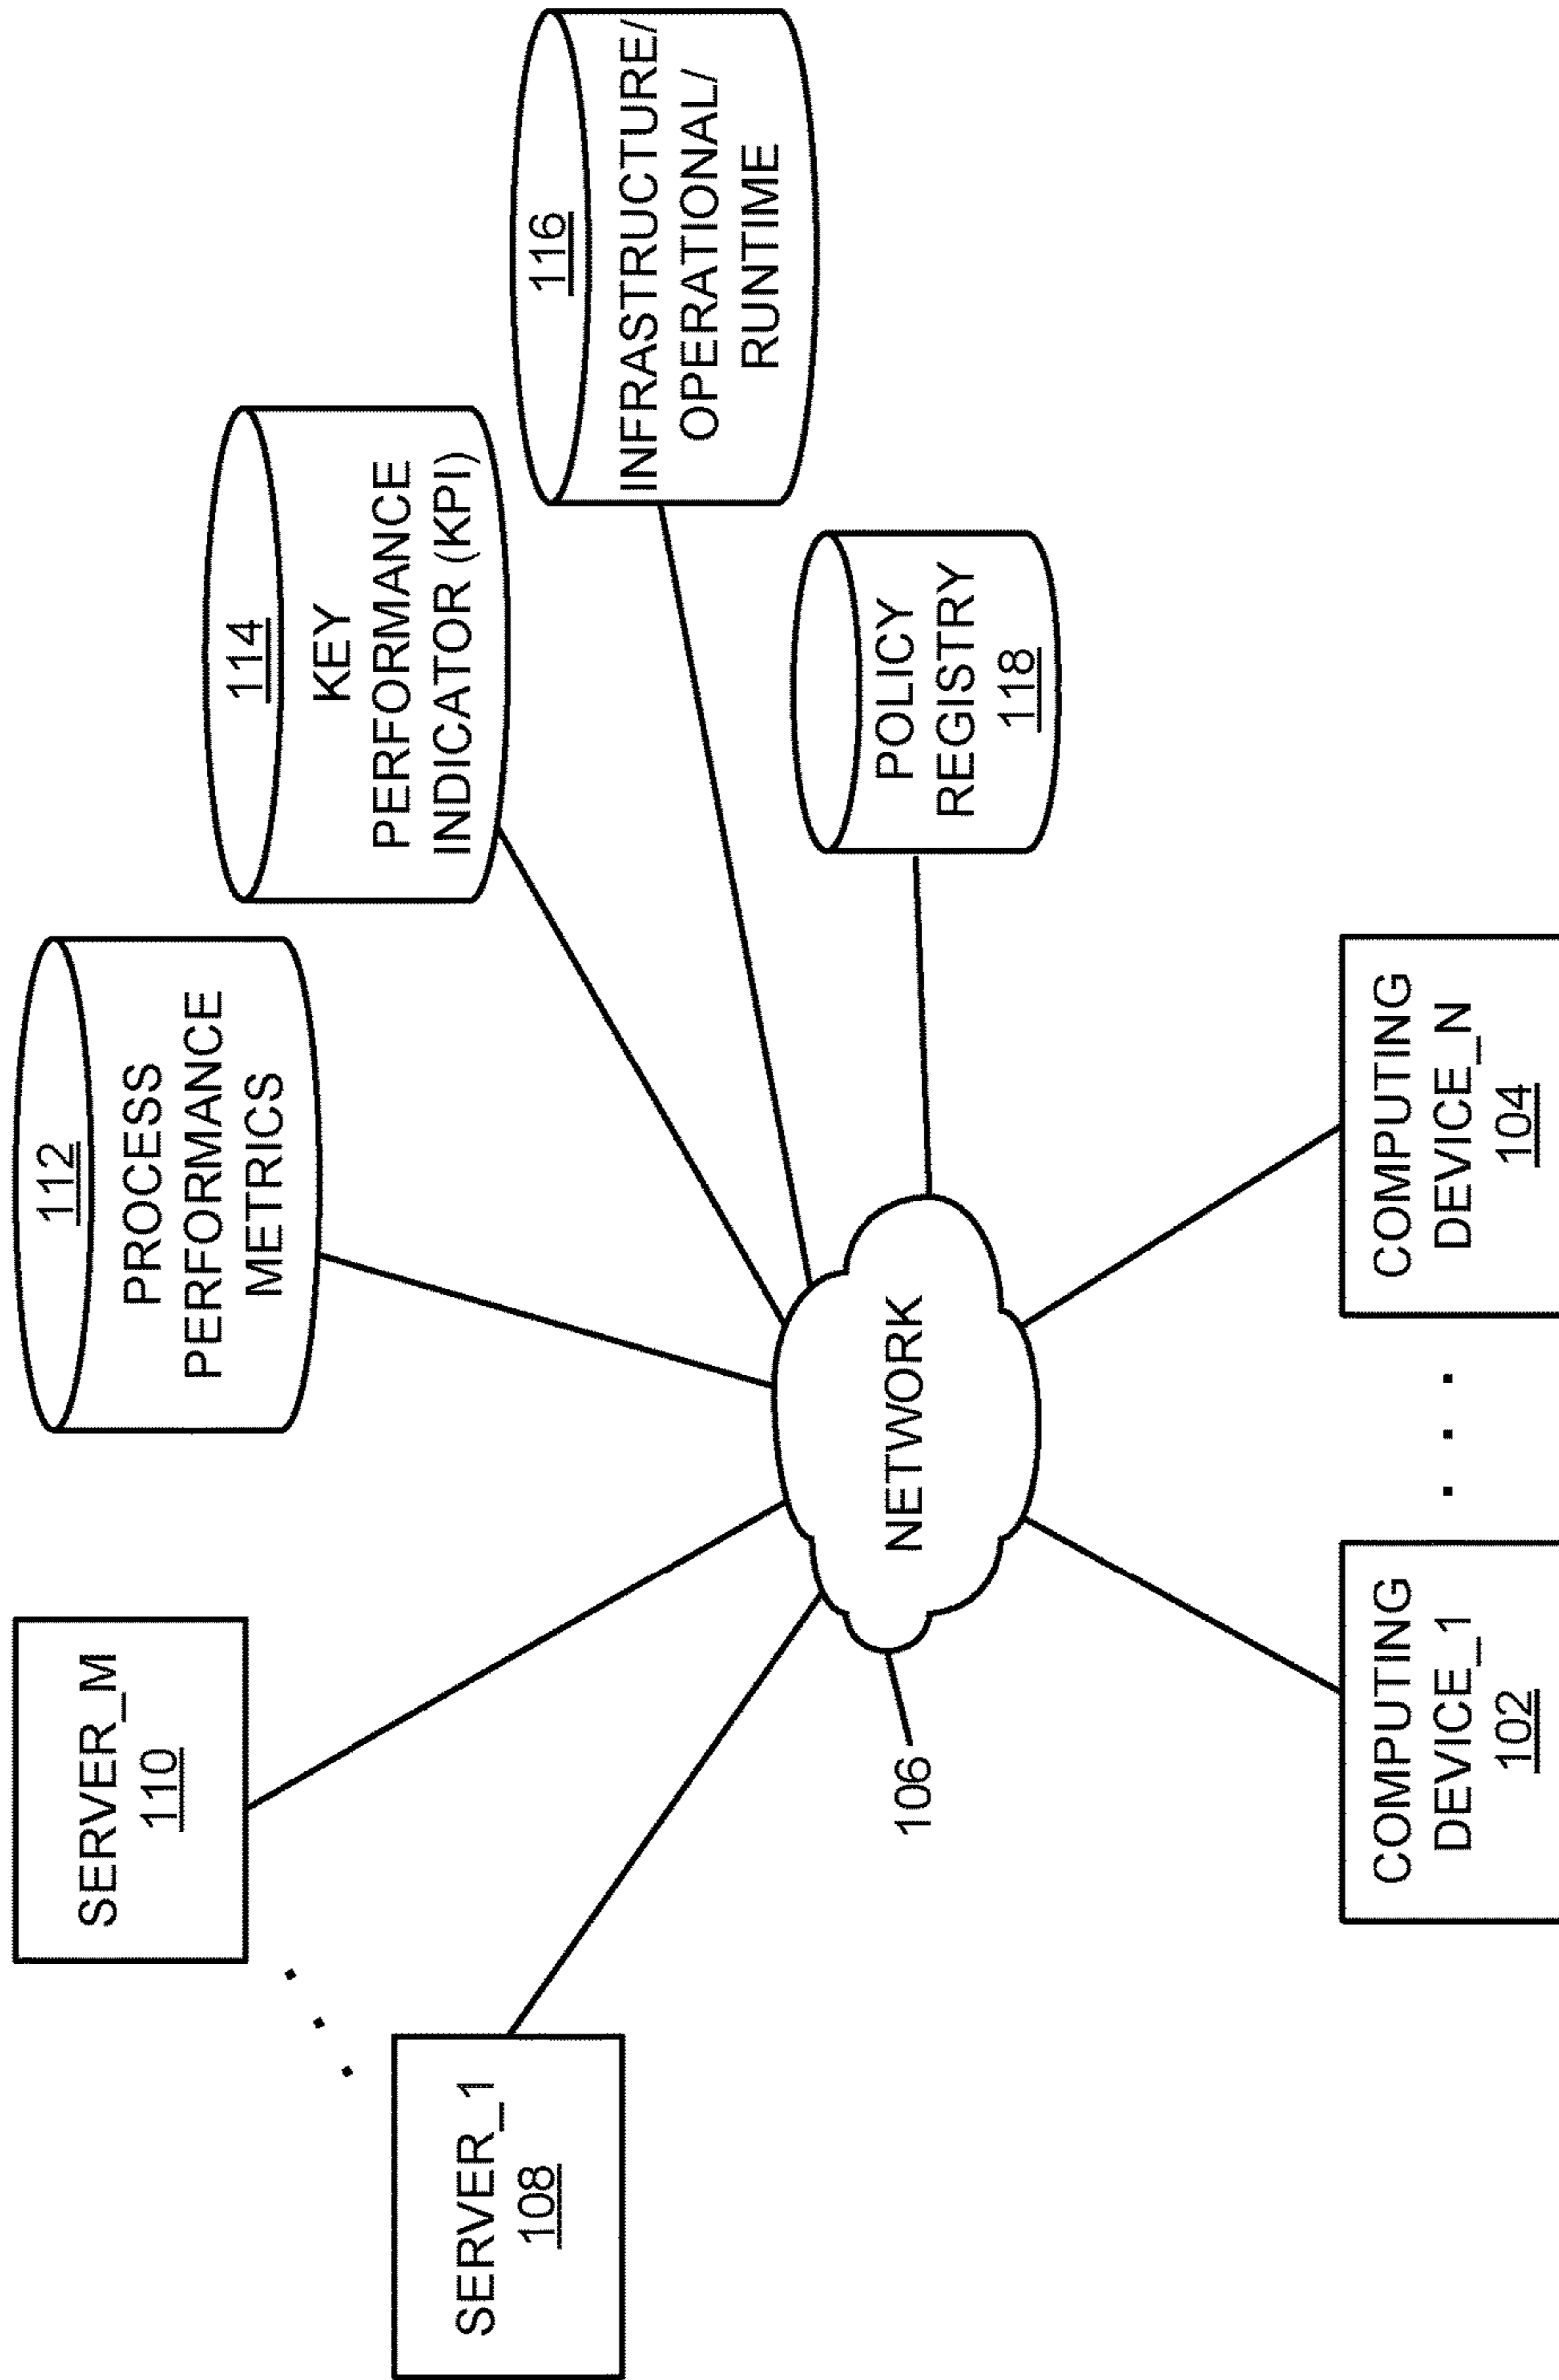 SERVER_M
110
SERVER_1
108
112
PROCESS
PERFORMANCE
METRICS
114
KEY
PERFORMANCE
INDICATOR (KPI)
116
INFRASTRUCTURE/
OPERATIONAL/
RUNTIME
POLICY
REGISTRY
118
NETWORK
106
COMPUTING
DEVICE_1
102
. . .
COMPUTING
DEVICE_N
104